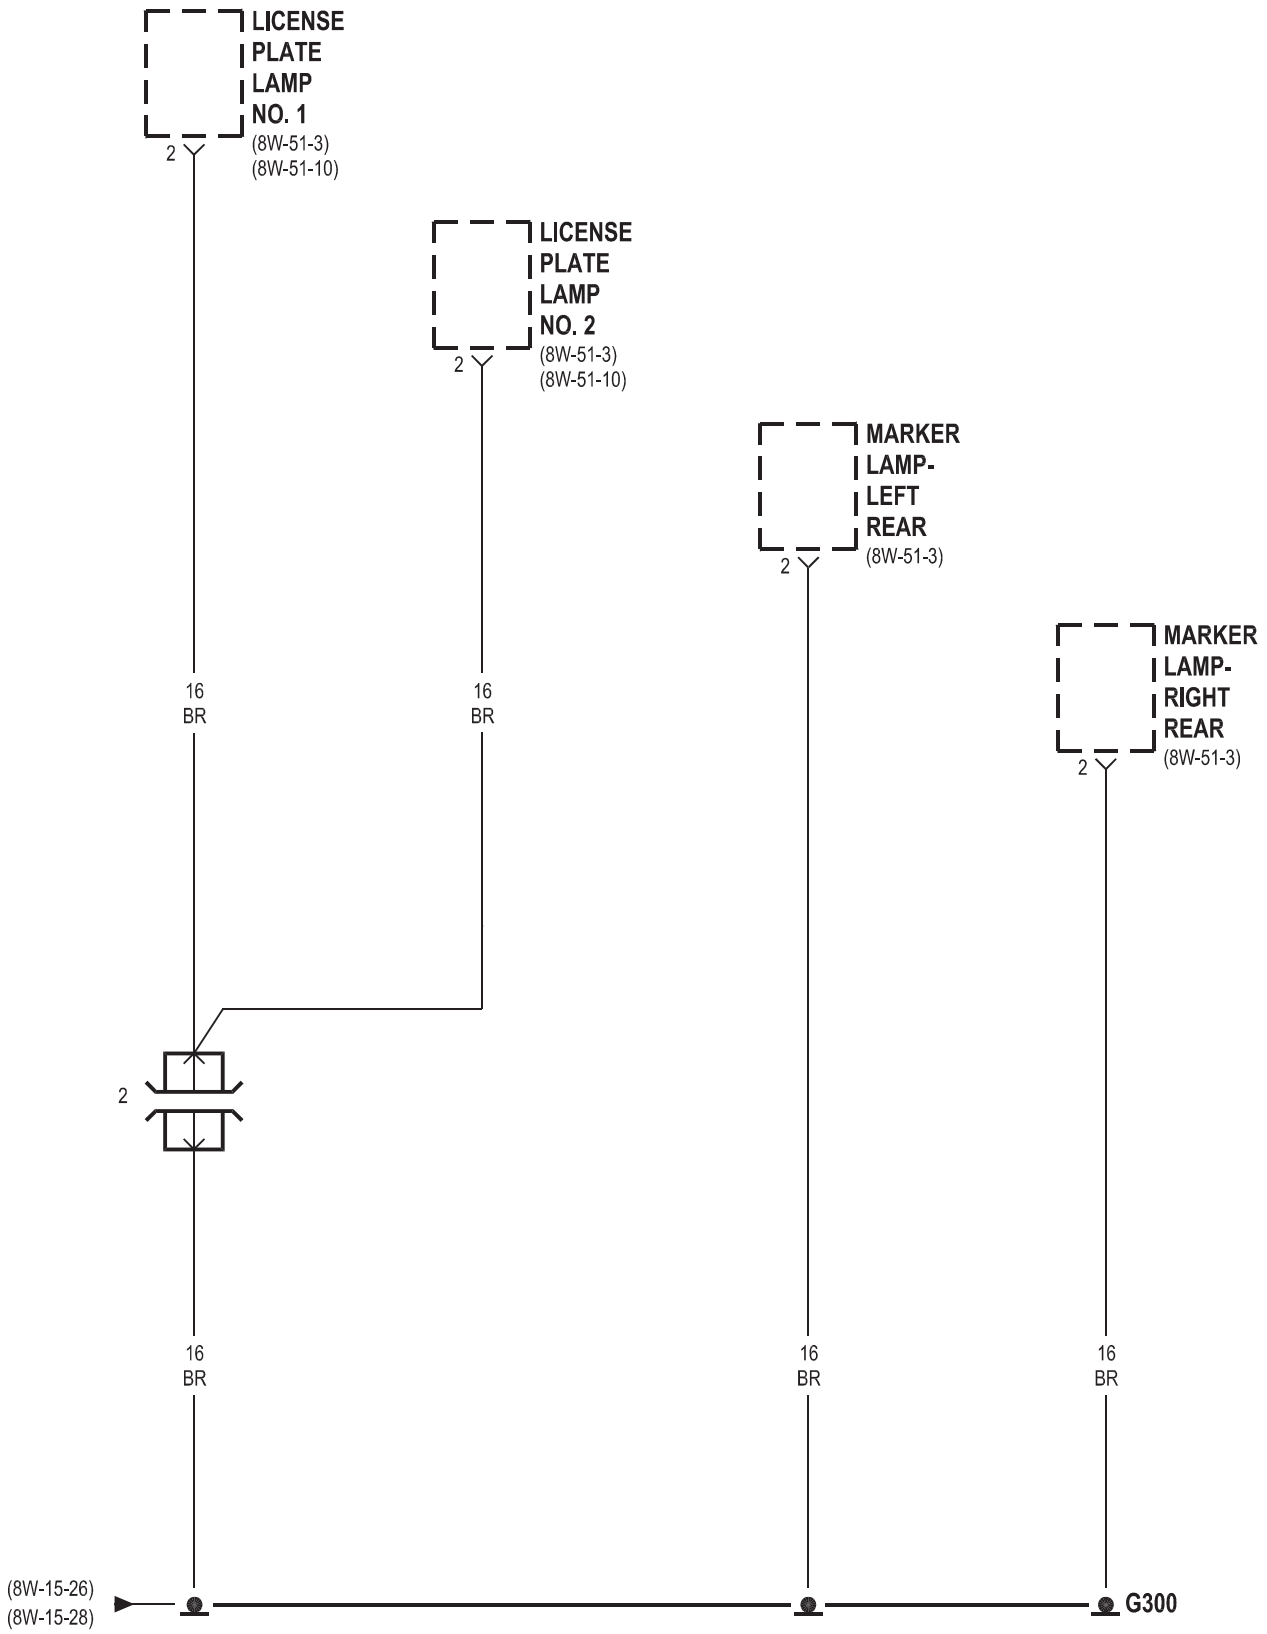 LICENSE
PLATE
LAMP
NO. 1
(8W-51-3)
(8W-51-10)
2
LICENSE
PLATE
LAMP
NO. 2
(8W-51-3)
(8W-51-10)
2
MARKER
LAMP-
LEFT
REAR
(8W-51-3)
2
MARKER
LAMP-
RIGHT
REAR
(8W-51-3)
2
16
BR
16
BR
2
16
BR
16
BR
16
BR
(8W-15-26)
(8W-15-28)
G300